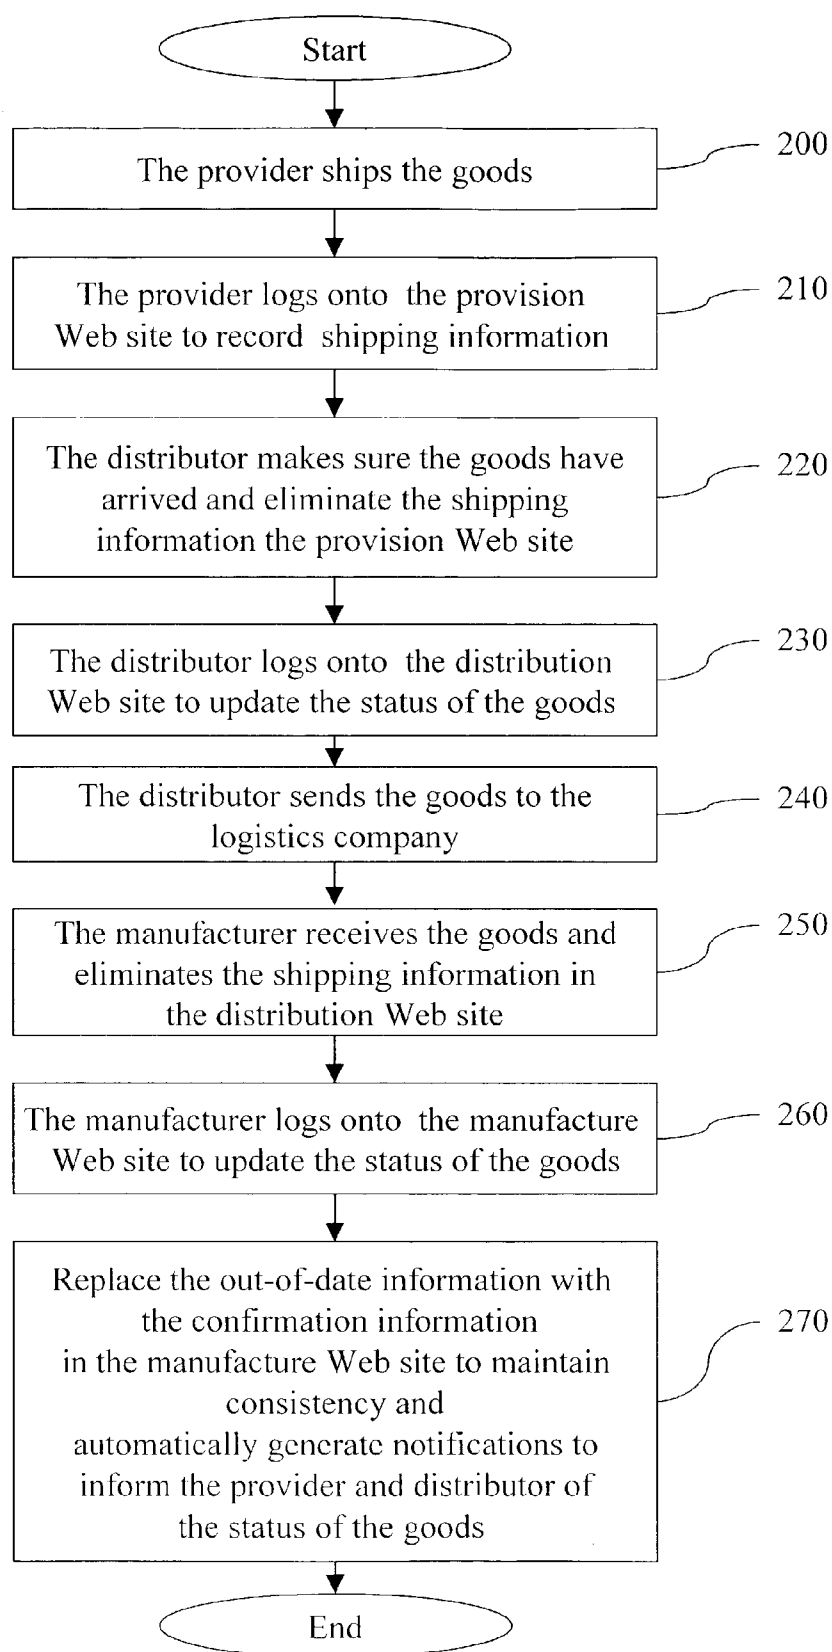 Start
The provider ships the goods
200
The provider logs onto the provision
Web site to record shipping information
210
The distributor makes sure the goods have
arrived and eliminate the shipping
information the provision Web site
220
The distributor logs onto the distribution
Web site to update the status of the goods
230
The distributor sends the goods to the
logistics company
240
The manufacturer receives the goods and
eliminates the shipping information in
the distribution Web site
250
The manufacturer logs onto the manufacture
Web site to update the status of the goods
260
Replace the out-of-date information with
the confirmation information
in the manufacture Web site to maintain
consistency and
automatically generate notifications to
inform the provider and distributor of
the status of the goods
270
End